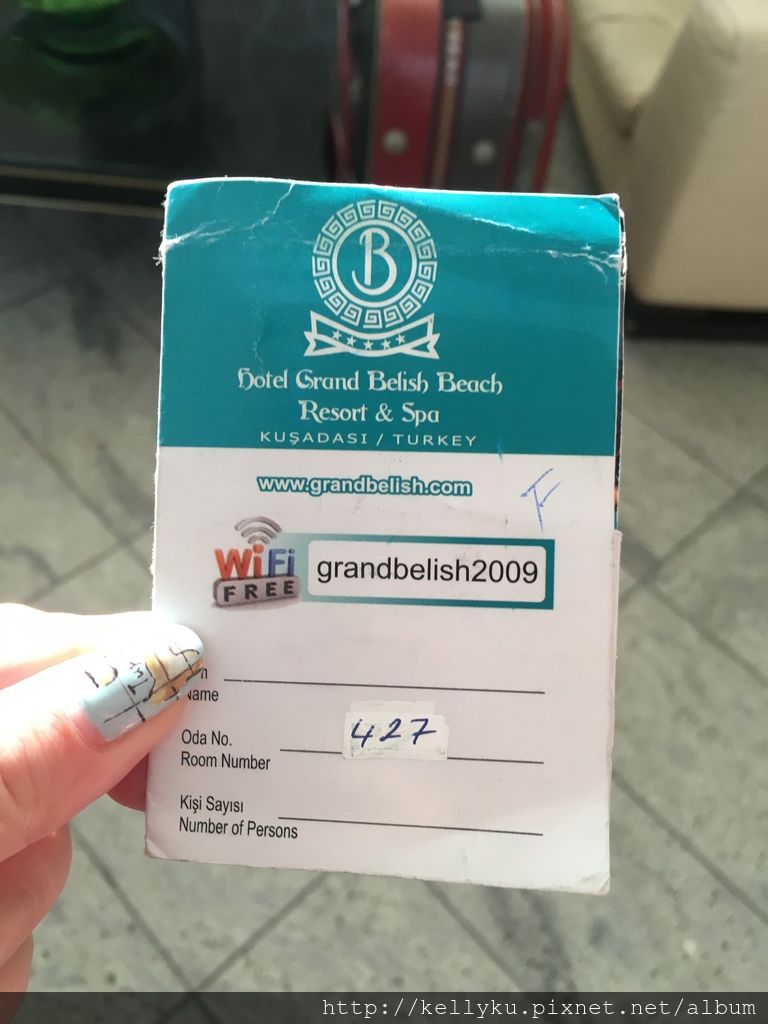 B
Hotel Grand Belish Beach
Resort & Spa
KUŞADASI / TURKEY
www.grandbelish.com
F
WiFi
FREE
grandbelish2009
Name
Oda No.
427
Room Number
Kişi Sayısı
Number of Persons
http://kellyku.pixnet.net/album